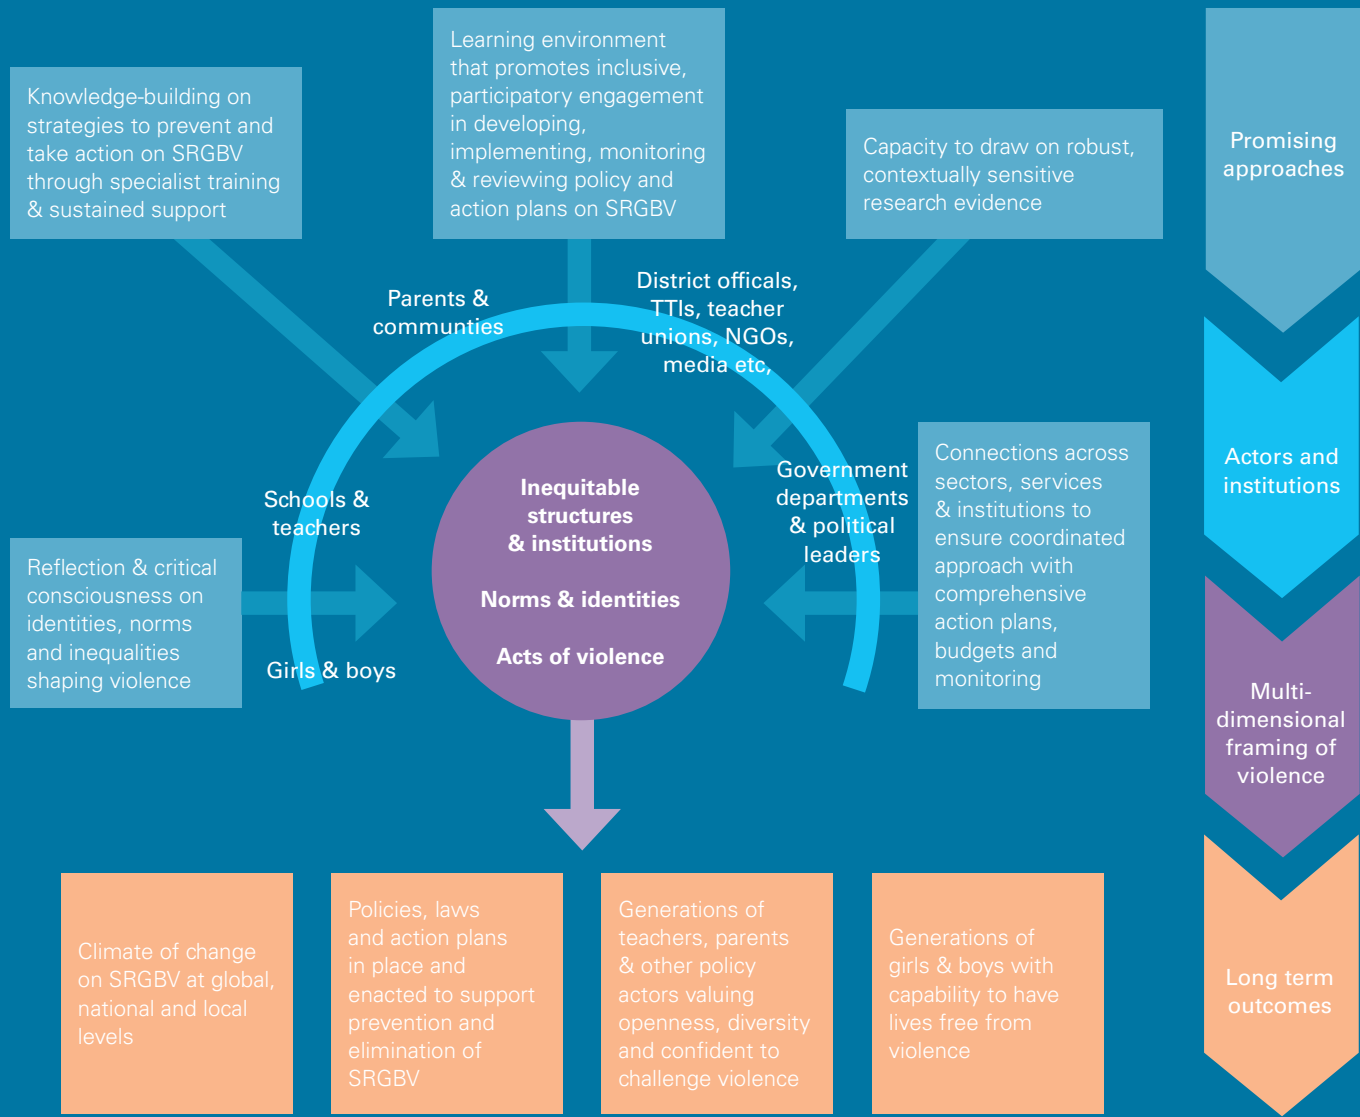 Knowledge-building on
strategies to prevent and
take action on SRGBV
through specialist training
& sustained support
Learning environment
that promotes inclusive,
participatory engagement
in developing,
implementing, monitoring
& reviewing policy and
action plans on SRGBV
Capacity to draw on robust,
contextually sensitive
research evidence
Promising
approaches
Parents &
communties
District officals,
TTIs, teacher
unions, NGOs,
media etc,
Schools &
teachers
Government
departments
& political
leaders
Actors and
institutions
Reflection & critical
consciousness on
identities, norms
and inequalities
shaping violence
Girls & boys
Inequitable
structures
& institutions
Norms & identities
Acts of violence
Connections across
sectors, services
& institutions to
ensure coordinated
approach with
comprehensive
action plans,
budgets and
monitoring
Multi-
dimensional
framing of
violence
Climate of change
on SRGBV at global,
national and local
levels
Policies, laws
and action plans
in place and
enacted to support
prevention and
elimination of
SRGBV
Generations of
teachers, parents
& other policy
actors valuing
openness, diversity
and confident to
challenge violence
Generations of
girls & boys with
capability to have
lives free from
violence
Long term
outcomes